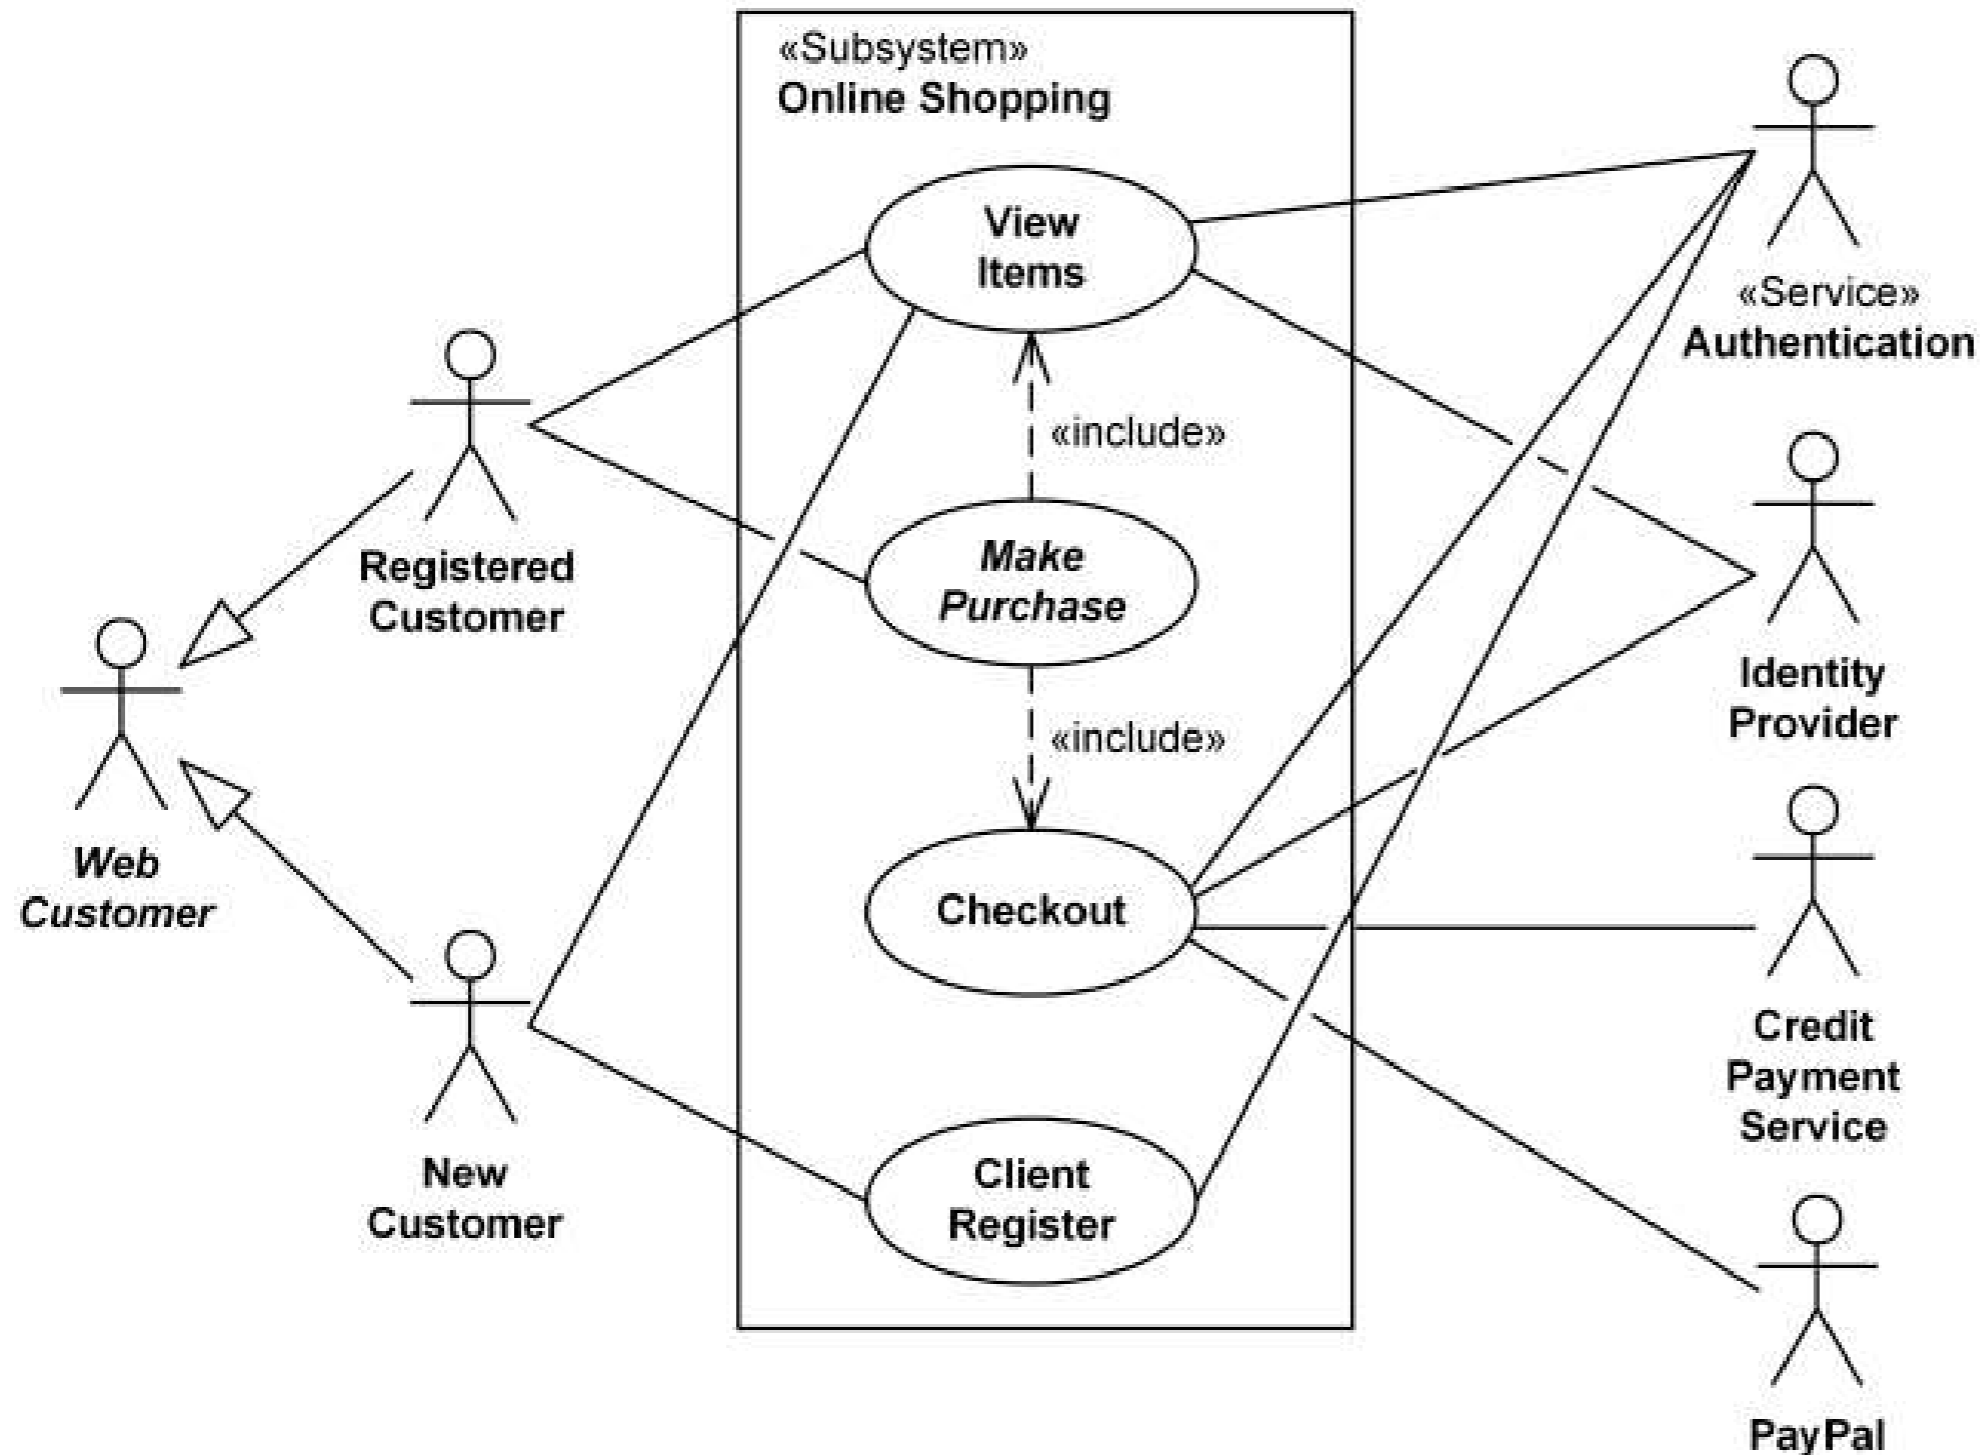 «Subsystem»
Online Shopping
View
Items
«include»
Make
Purchase
«include»
Checkout
Client
Register
Registered
Customer
Web
Customer
New
Customer
«Service»
Authentication
Identity
Provider
Credit
Payment
Service
PayPal